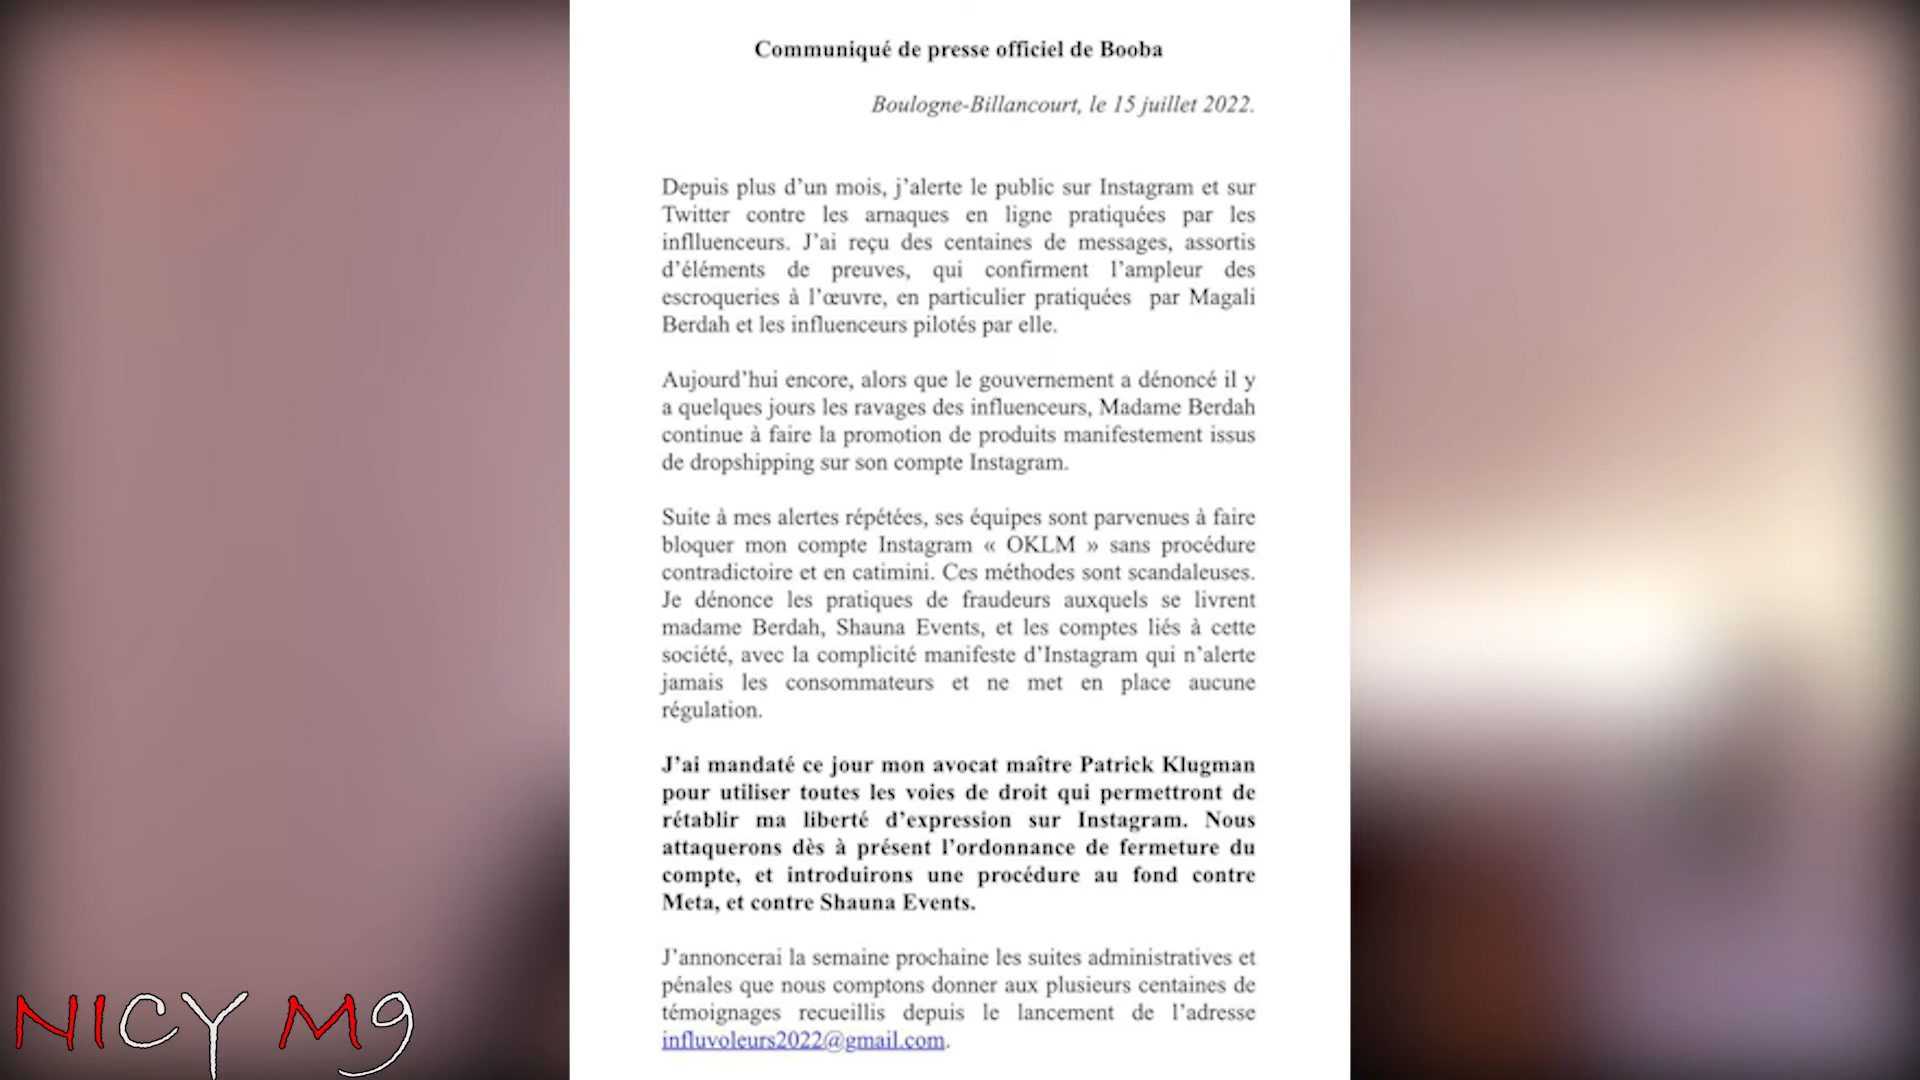 Communiqué de presse officiel de Booba
Boulogne-Billancourt, le 15 juillet 2022.
Depuis plus d’un mois, j’alerte le public sur Instagram et sur
Twitter contre les arnaques en ligne pratiquées par les
inflluenceurs. J’ai reçu des centaines de messages, assortis
d’éléments de preuves, qui confirment l’ampleur des
escroqueries à l’œuvre, en particulier pratiquées par Magali
Berdah et les influenceurs pilotés par elle.
Aujourd’hui encore, alors que le gouvernement a dénoncé il y
a quelques jours les ravages des influenceurs, Madame Berdah
continue à faire la promotion de produits manifestement issus
de dropshipping sur son compte Instagram.
Suite à mes alertes répétées, ses équipes sont parvenues à faire
bloquer mon compte Instagram « OKLM » sans procédure
contradictoire et en catimini. Ces méthodes sont scandaleuses.
Je dénonce les pratiques de fraudeurs auxquels se livrent
madame Berdah, Shauna Events, et les comptes liés à cette
société, avec la complicité manifeste d’Instagram qui n’alerte
jamais les consommateurs et ne met en place aucune
régulation.
J’ai mandaté ce jour mon avocat maître Patrick Klugman
pour utiliser toutes les voies de droit qui permettront de
rétablir ma liberté d’expression sur Instagram. Nous
attaquerons dès à présent l’ordonnance de fermeture du
compte, et introduirons une procédure au fond contre
Meta, et contre Shauna Events.
J’annoncerai la semaine prochaine les suites administratives et
pénales que nous comptons donner aux plusieurs centaines de
témoignages recueillis depuis le lancement de l’adresse
influvoleurs2022@gmail.com.
NICY M9